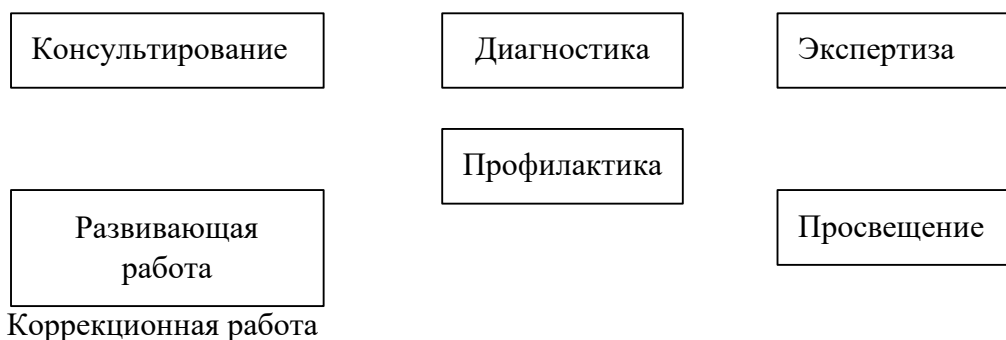 Консультирование
Диагностика
Экспертиза
Профилактика
Развивающая
работа
Просвещение
Коррекционная работа